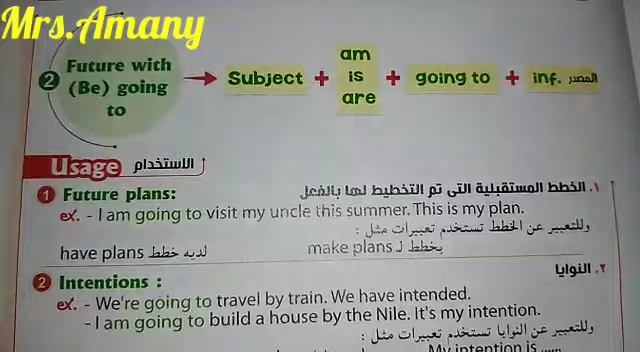 Mrs.Amany
2 Future with (Be) going to → Subject + am is are + going to + inf. المصدر
Usage الاستخدام
1 Future plans: ١. الخطط المستقبلية التى تم التخطيط لها بالفعل
ex. - I am going to visit my uncle this summer. This is my plan.
وللتعبير عن الخطط تستخدم تعبيرات مثل :
have plans لديه خطط make plans يخطط لـ
2 Intentions : ٢. النوايا
ex. - We're going to travel by train. We have intended.
- I am going to build a house by the Nile. It's my intention.
وللتعبير عن النوايا تستخدم تعبيرات مثل :
My intention is ......